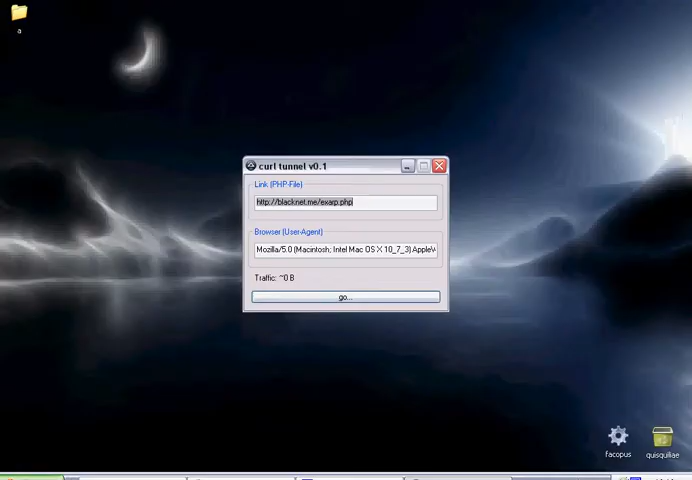 a
curl tunnel v0.1
Link (PHP-File)
http://blacknet.me/exarp.php
Browser (User-Agent)
Mozilla/5.0 (Macintosh; Intel Mac OS X 10_7_3) AppleW
Traffic: ~0 B
go...
facopus
quisquiliae